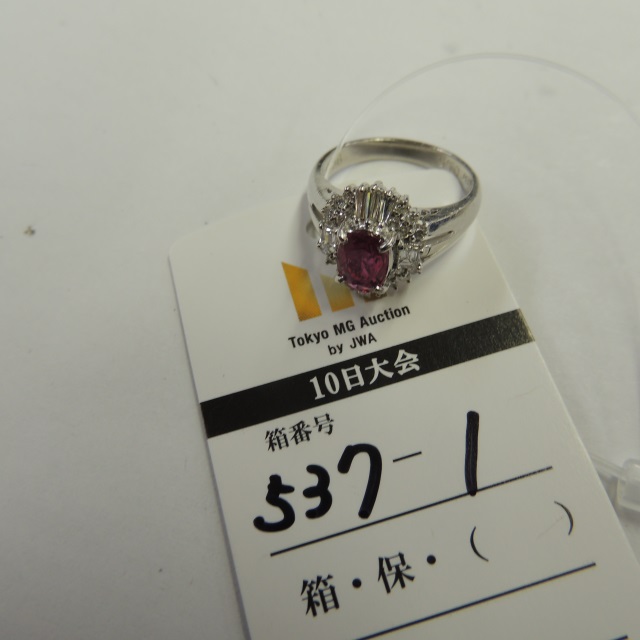 Tokyo MG Auction
by JWA
10日大会
箱番号
537-1
箱・保・(　)